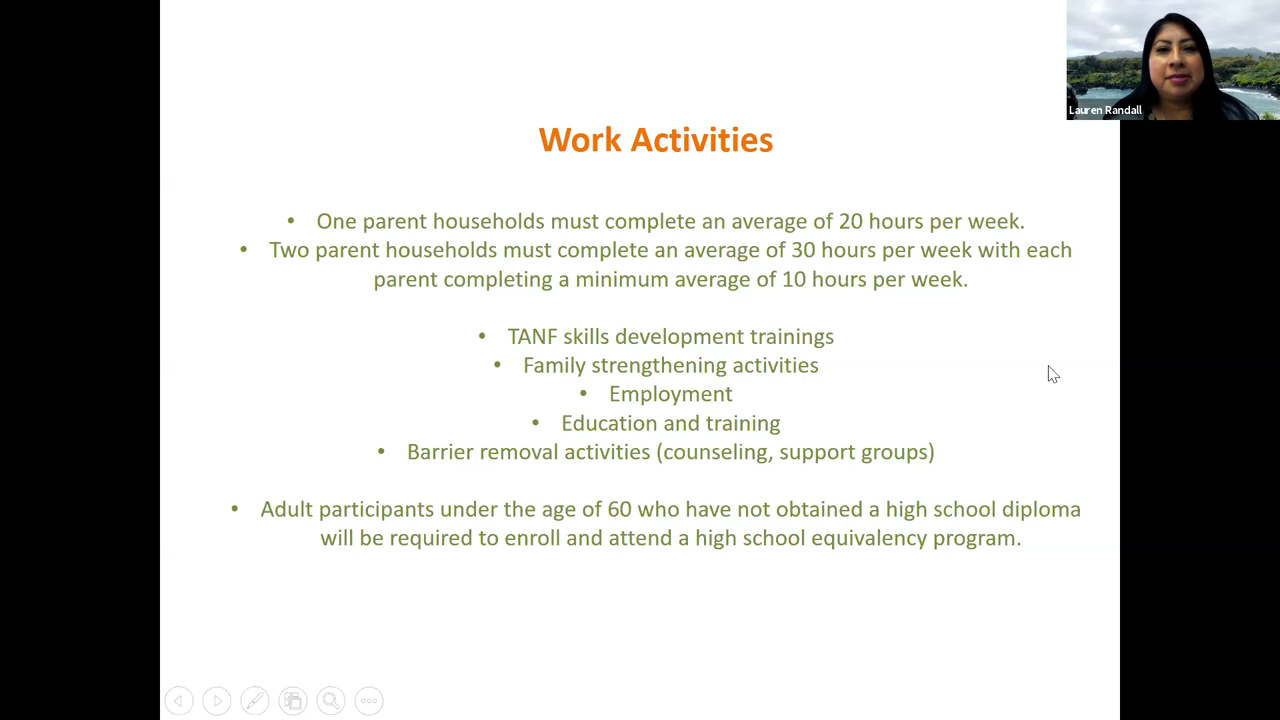 Lauren Randall
Work Activities
• One parent households must complete an average of 20 hours per week.
• Two parent households must complete an average of 30 hours per week with each
parent completing a minimum average of 10 hours per week.
• TANF skills development trainings
• Family strengthening activities
• Employment
• Education and training
• Barrier removal activities (counseling, support groups)
• Adult participants under the age of 60 who have not obtained a high school diploma
will be required to enroll and attend a high school equivalency program.